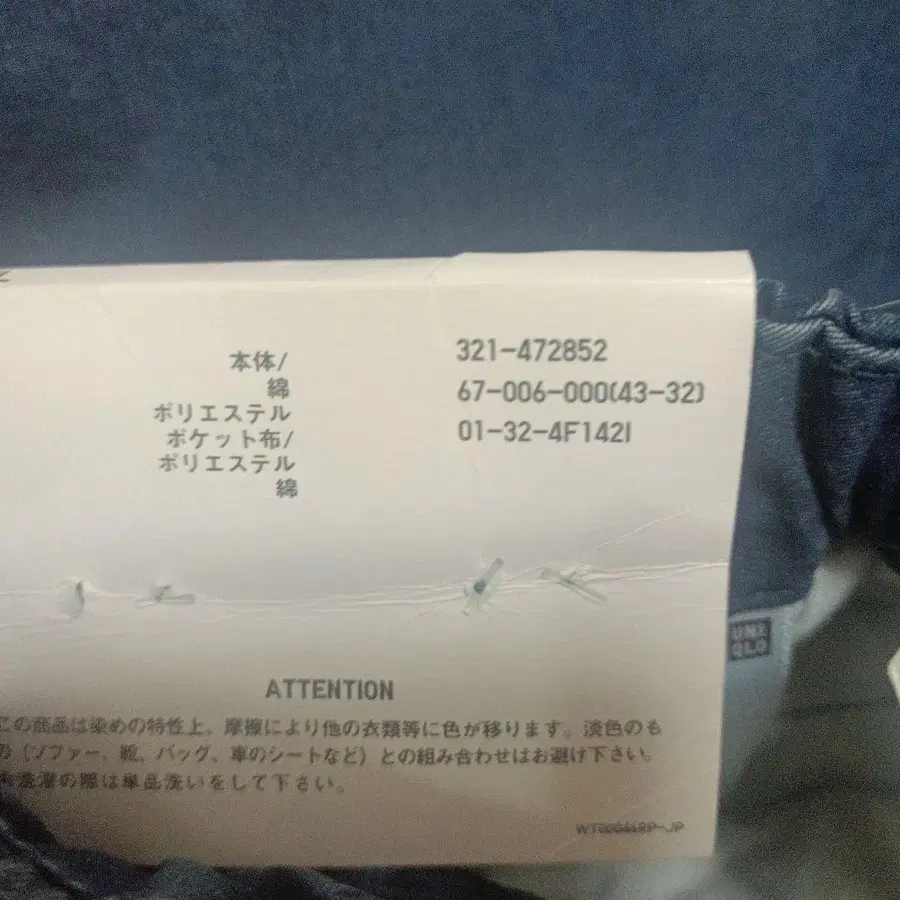 本体/
綿
ポリエステル
ポケット布/
ポリエステル
綿
321-472852
67-006-000(43-32)
01-32-4F142I
UNI
QLO
ATTENTION
この商品は染めの特性上、摩擦により他の衣類等に色が移ります。淡色のも
の（ソファー、靴、バッグ、車のシートなど）との組み合わせはお避け下さい。
洗濯の際は単品洗いをして下さい。